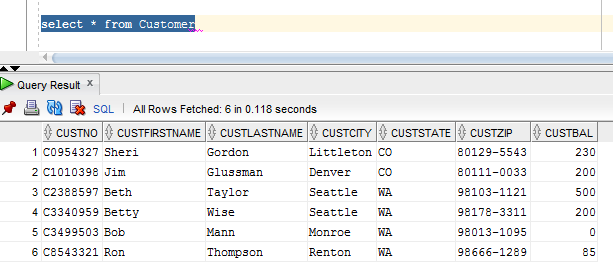 select * from Customer
Query Result x
SQL | All Rows Fetched: 6 in 0.118 seconds
CUSTNO CUSTFIRSTNAME CUSTLASTNAME CUSTCITY CUSTSTATE CUSTZIP CUSTBAL
1 C0954327 Sheri Gordon Littleton CO 80129-5543 230
2 C1010398 Jim Glussman Denver CO 80111-0033 200
3 C2388597 Beth Taylor Seattle WA 98103-1121 500
4 C3340959 Betty Wise Seattle WA 98178-3311 200
5 C3499503 Bob Mann Monroe WA 98013-1095 0
6 C8543321 Ron Thompson Renton WA 98666-1289 85